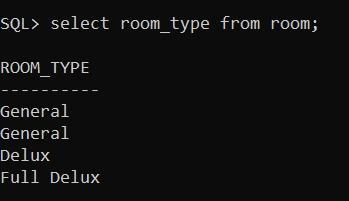 SQL> select room_type from room;
ROOM_TYPE
----------
General
General
Delux
Full Delux